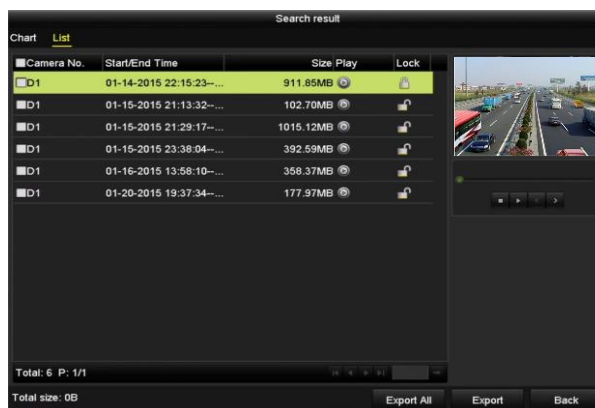 Search result
Chart List
Camera No. Start/End Time Size Play Lock
D1 01-14-2015 22:15:23--... 911.85MB
D1 01-15-2015 21:13:32--... 102.70MB
D1 01-15-2015 21:29:17--... 1015.12MB
D1 01-15-2015 23:38:04--... 392.59MB
D1 01-16-2015 13:58:10--... 358.37MB
D1 01-20-2015 19:37:34--... 177.97MB
Total: 6 P: 1/1
Total size: 0B Export All Export Back